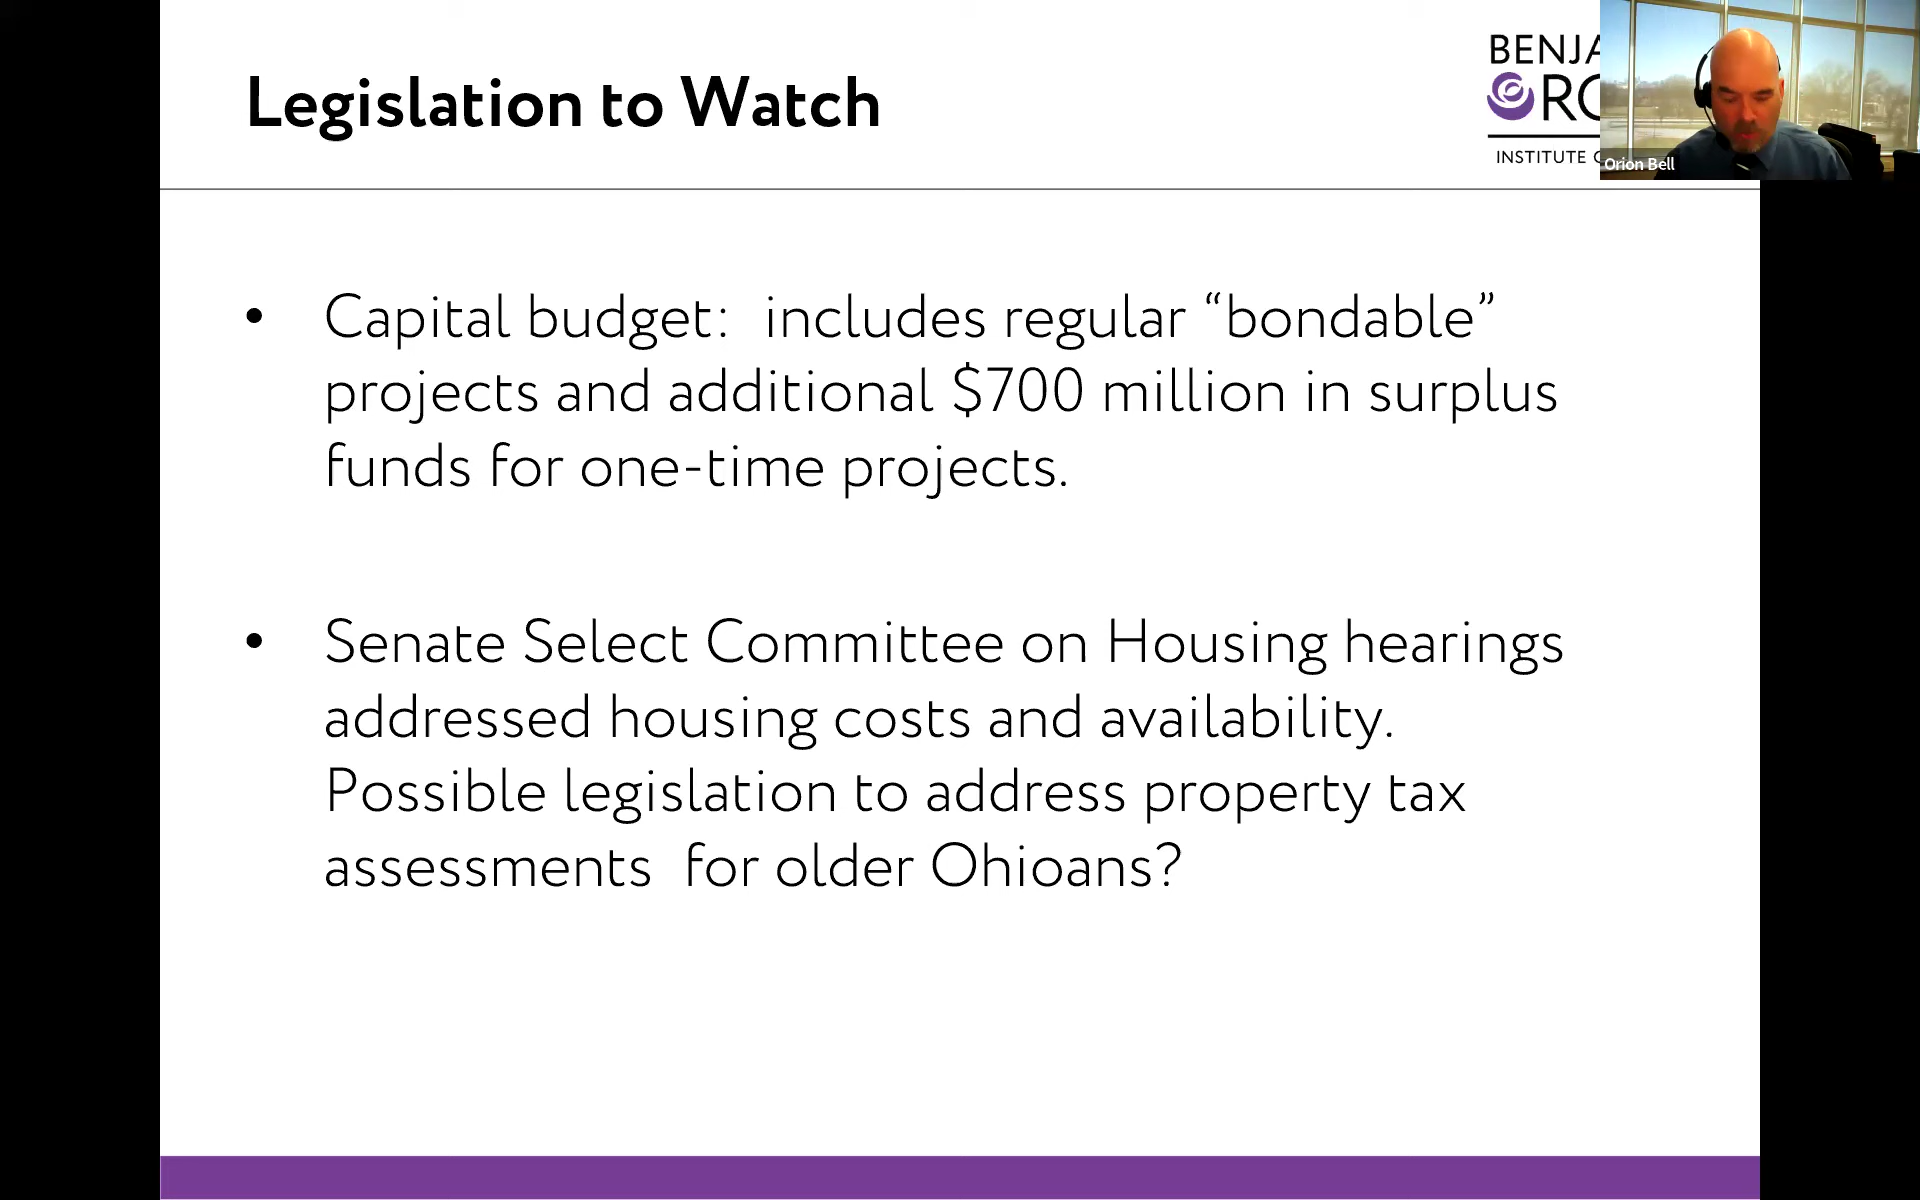 Legislation to Watch
BENJA
RO
INSTITUTE
Orion Bell
• Capital budget:  includes regular “bondable”
projects and additional $700 million in surplus
funds for one-time projects.
• Senate Select Committee on Housing hearings
addressed housing costs and availability.
Possible legislation to address property tax
assessments  for older Ohioans?